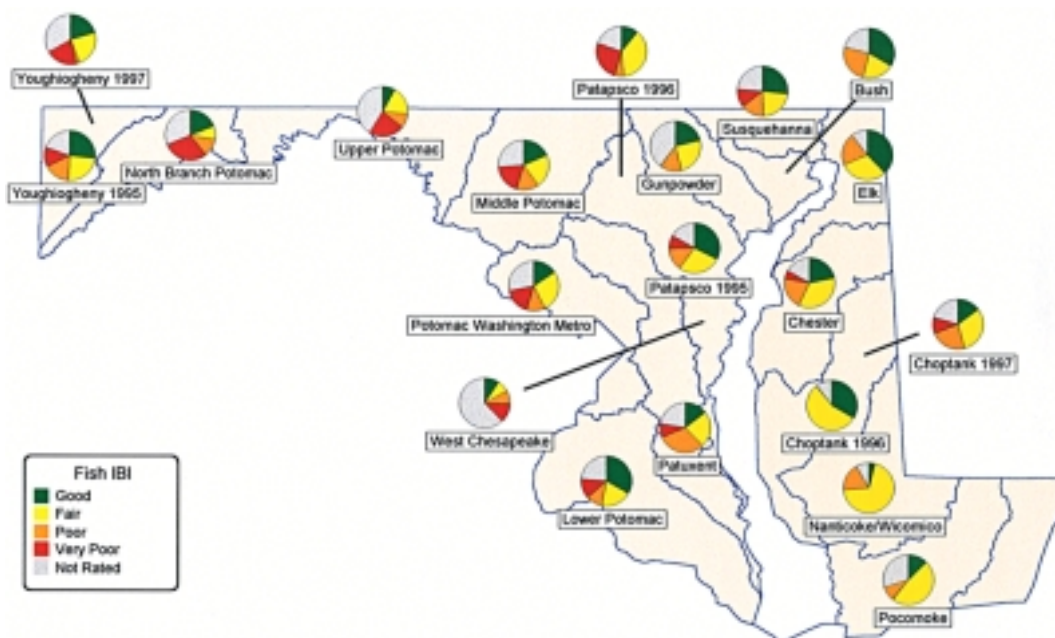 Youghiogheny 1997
Patapsco 1996
Bush
Susquehanna
Upper Potomac
North Branch Potomac
Youghiogheny 1995
Middle Potomac
Gunpowder
Elk
Patapsco 1995
Chester
Potomac Washington Metro
Choptank 1997
West Chesapeake
Patuxent
Choptank 1996
Lower Potomac
Nanticoke/Wicomico
Pocomoke
Fish IBI
Good
Fair
Poor
Very Poor
Not Rated